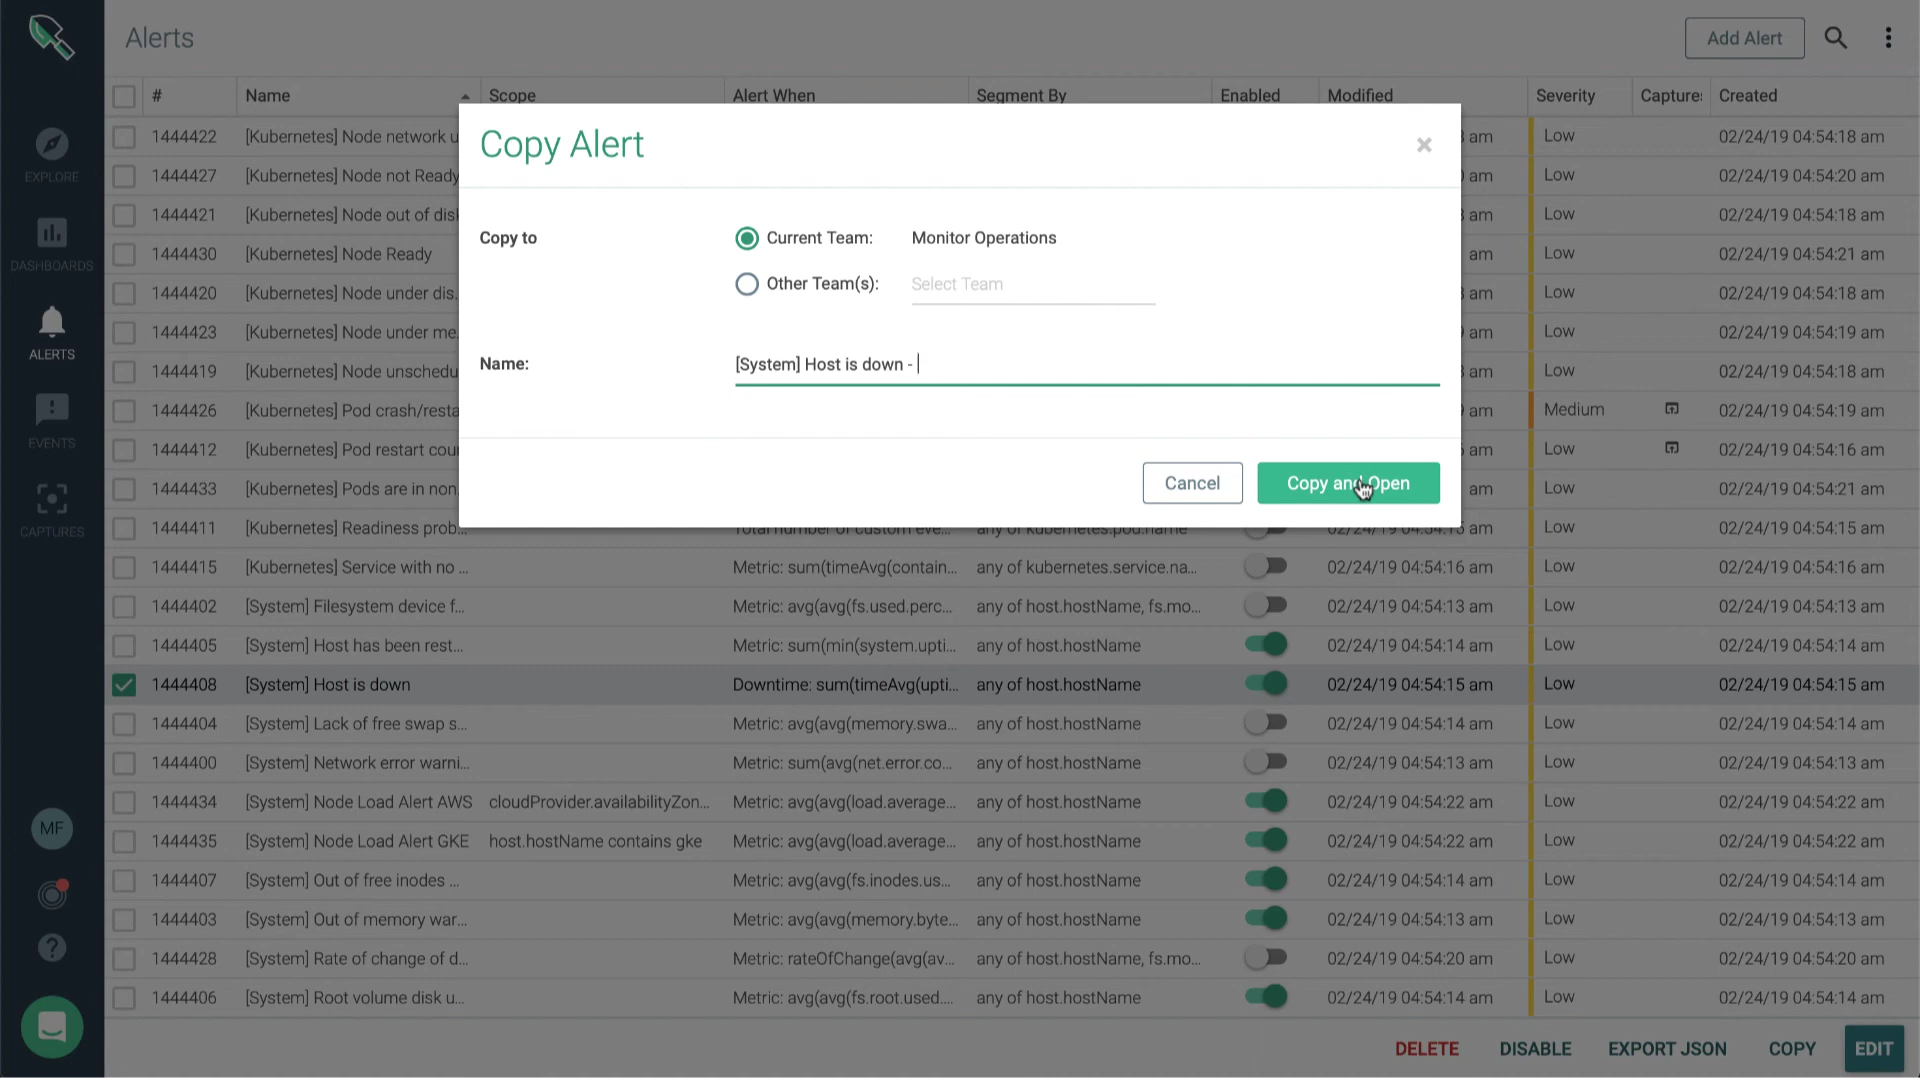 Alerts
Add Alert
EXPLORE
DASHBOARDS
ALERTS
EVENTS
CAPTURES
MF
# Name Scope Alert When Segment By Enabled Modified Severity Created
Copy Alert
×
Copy to
Current Team: Monitor Operations
Other Team(s): Select Team
Name: [System] Host is down -
Cancel
Copy and Open
1444422 [Kubernetes] Node network u am Low 02/24/19 04:54:18 am
1444427 [Kubernetes] Node not Ready am Low 02/24/19 04:54:20 am
1444421 [Kubernetes] Node out of am Low 02/24/19 04:54:18 am
1444430 [Kubernetes] Node Ready am Low 02/24/19 04:54:21 am
1444420 [Kubernetes] Node under dis... am Low 02/24/19 04:54:18 am
1444423 [Kubernetes] Node under me... am Low 02/24/19 04:54:19 am
1444419 [Kubernetes] Node unschedu am Low 02/24/19 04:54:18 am
1444426 [Kubernetes] Pod crash/resta am Medium 02/24/19 04:54:19 am
1444412 [Kubernetes] Pod restart cou am Low 02/24/19 04:54:16 am
1444433 [Kubernetes] Pods are in non. am Low 02/24/19 04:54:21 am
1444411 [Kubernetes] Readiness prob... Total number of custom eve... any of kubernetes.pod.name 02/24/19 04:54:15 am Low 02/24/19 04:54:15 am
1444415 [Kubernetes] Service with no ... Metric: sum(timeAvg(contain... any of kubernetes.service.na... 02/24/19 04:54:16 am Low 02/24/19 04:54:16 am
1444402 [System] Filesystem device f... Metric: avg(avg(fs.used.perc... any of host.hostName, fs.mo... 02/24/19 04:54:13 am Low 02/24/19 04:54:13 am
1444405 [System] Host has been rest... Metric: sum(min(system.upti... any of host.hostName 02/24/19 04:54:14 am Low 02/24/19 04:54:14 am
1444408 [System] Host is down Downtime: sum(timeAvg(upti... any of host.hostName 02/24/19 04:54:15 am Low 02/24/19 04:54:15 am
1444404 [System] Lack of free swap s... Metric: avg(avg(memory.swa... any of host.hostName 02/24/19 04:54:14 am Low 02/24/19 04:54:14 am
1444400 [System] Network error warni... Metric: sum(avg(net.error.co... any of host.hostName 02/24/19 04:54:13 am Low 02/24/19 04:54:13 am
1444434 [System] Node Load Alert AWS cloudProvider.availabilityZon... Metric: avg(avg(load.average... any of host.hostName 02/24/19 04:54:22 am Low 02/24/19 04:54:22 am
1444435 [System] Node Load Alert GKE host.hostName contains gke Metric: avg(avg(load.average... any of host.hostName 02/24/19 04:54:22 am Low 02/24/19 04:54:22 am
1444407 [System] Out of free inodes ... Metric: avg(avg(fs.inodes.us... any of host.hostName 02/24/19 04:54:14 am Low 02/24/19 04:54:14 am
1444403 [System] Out of memory war... Metric: avg(avg(memory.byte... any of host.hostName 02/24/19 04:54:13 am Low 02/24/19 04:54:13 am
1444428 [System] Rate of change of d... Metric: rateOfChange(avg(av... any of host.hostName, fs.mo... 02/24/19 04:54:20 am Low 02/24/19 04:54:20 am
1444406 [System] Root volume disk u... Metric: avg(avg(fs.root.used.... any of host.hostName 02/24/19 04:54:14 am Low 02/24/19 04:54:14 am
DELETE DISABLE EXPORT JSON COPY EDIT